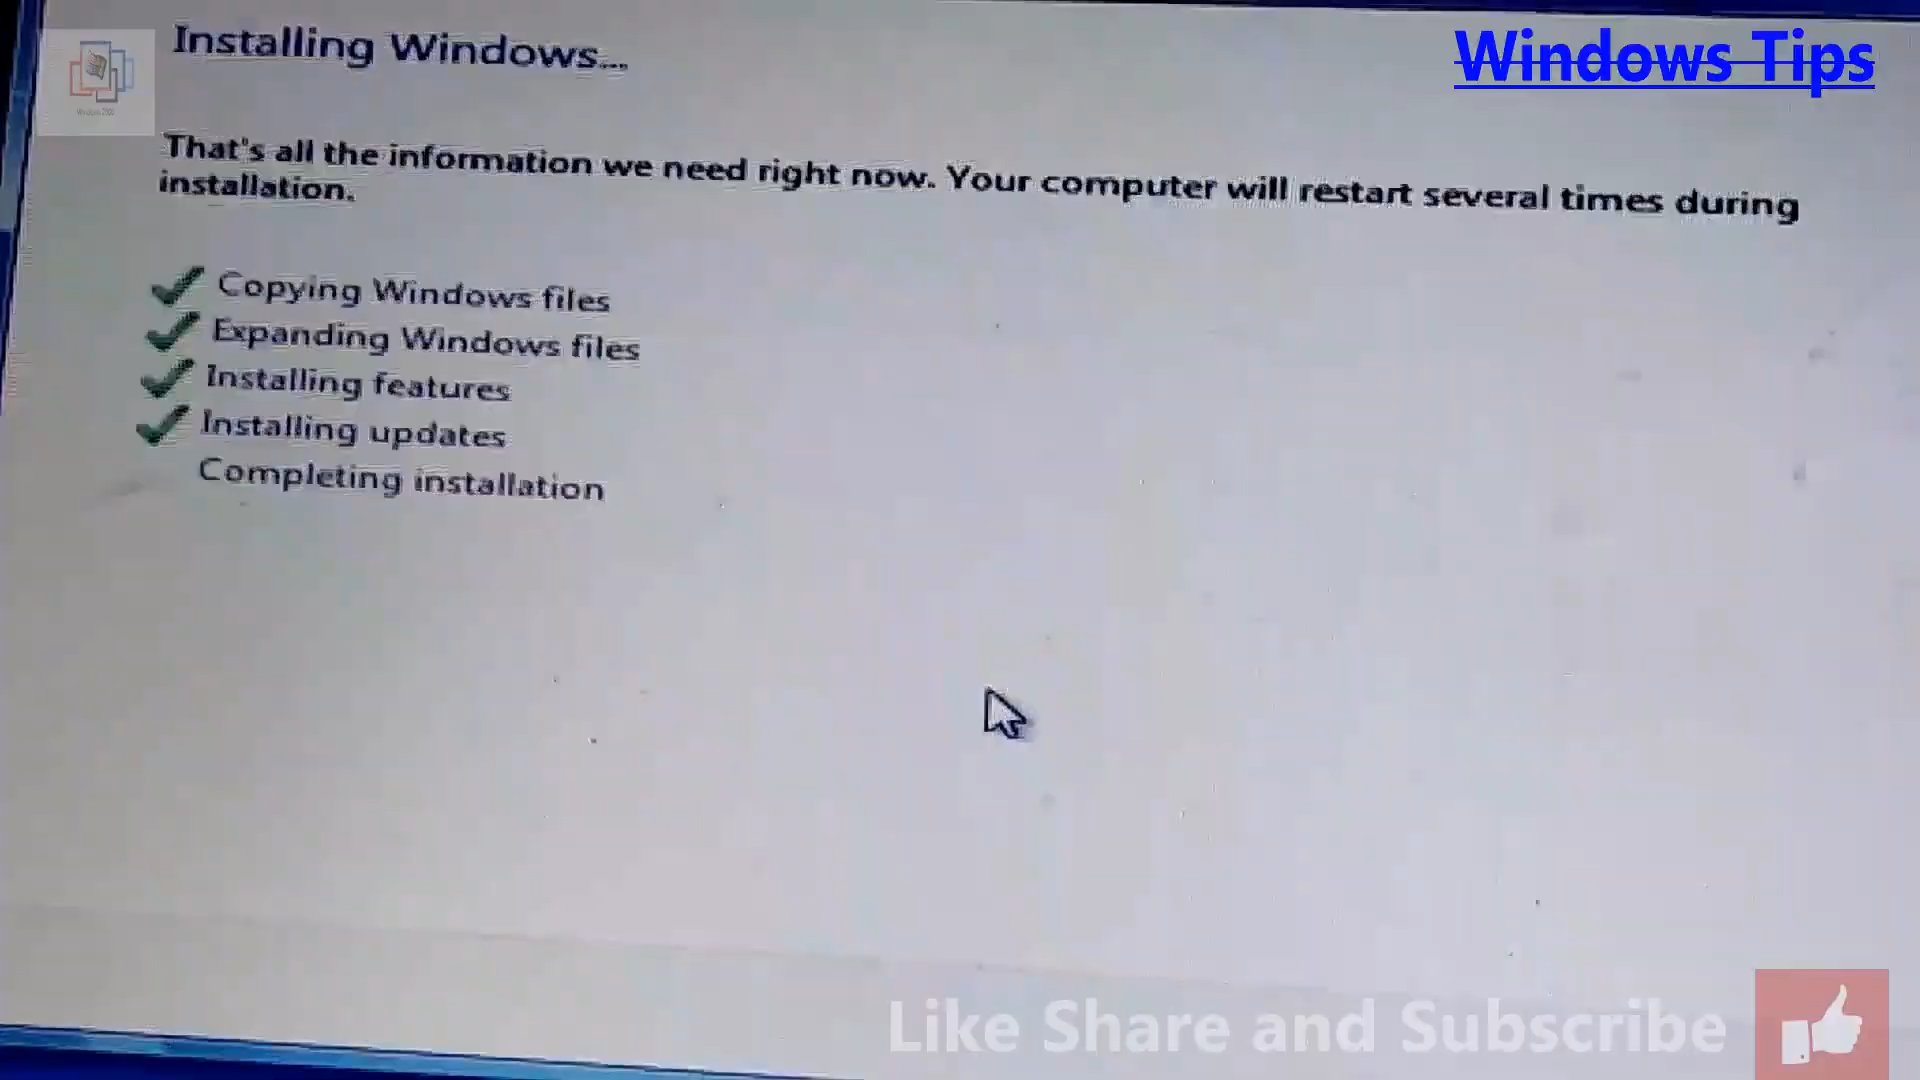 Installing Windows...
Windows Tips
That's all the information we need right now. Your computer will restart several times during
installation.
Copying Windows files
Expanding Windows files
Installing features
Installing updates
Completing installation
Like Share and Subscribe